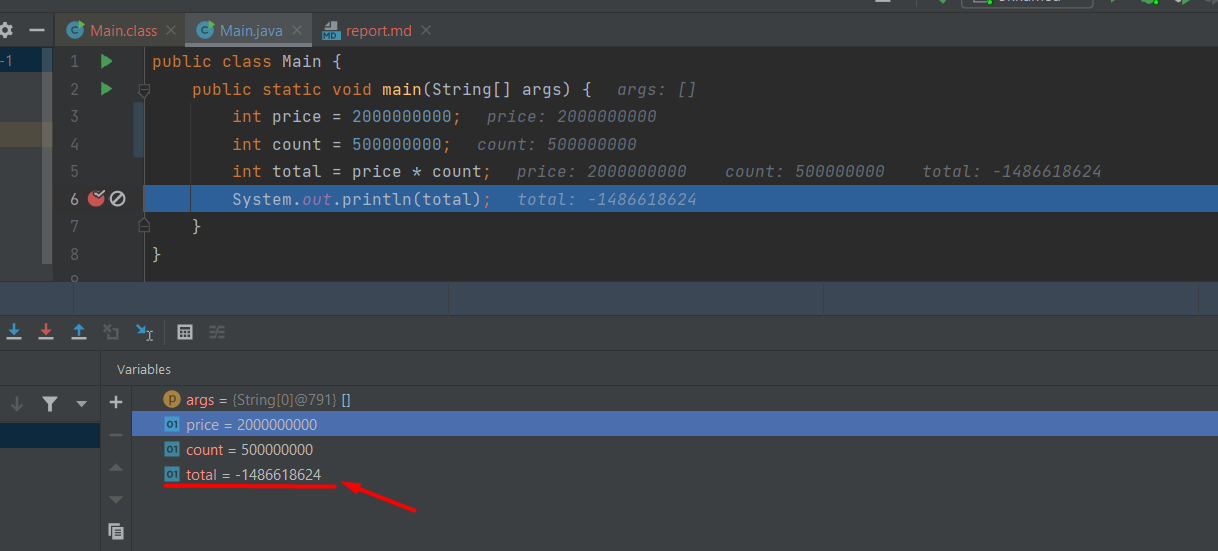 Main.class Main.java MD report.md
-1 1 public class Main {
2 public static void main(String[] args) { args: []
3 int price = 2000000000; price: 2000000000
4 int count = 500000000; count: 500000000
5 int total = price * count; price: 2000000000 count: 500000000 total: -1486618624
6 System.out.println(total); total: -1486618624
7 }
8 }
9
Variables
p args = {String[0]@791} []
01 price = 2000000000
01 count = 500000000
01 total = -1486618624